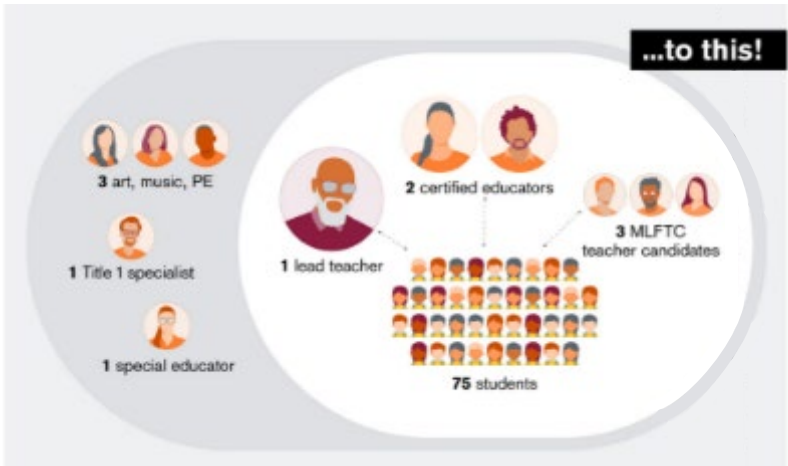 ...to this!
3 art, music, PE
1 Title 1 specialist
1 special educator
1 lead teacher
2 certified educators
3 MLFTC
teacher candidates
75 students